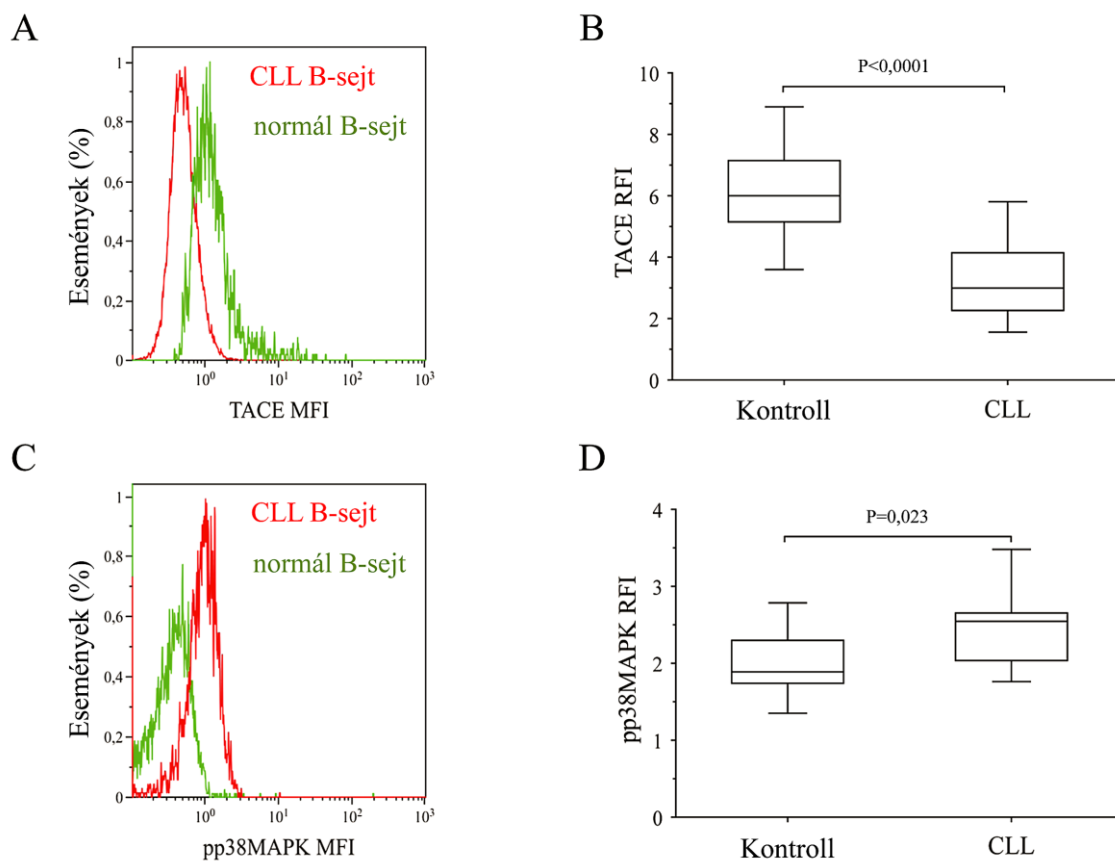 A
CLL B-sejt
normál B-sejt
Események (%)
1
0,8
0,6
0,4
0,2
0
10⁰
10¹
10²
10³
TACE MFI
B
P<0,0001
TACE RFI
10
8
6
4
2
0
Kontroll
CLL
C
CLL B-sejt
normál B-sejt
Események (%)
1
0,8
0,6
0,4
0,2
0
10⁰
10¹
10²
10³
pp38MAPK MFI
D
P=0,023
pp38MAPK RFI
4
3
2
1
0
Kontroll
CLL